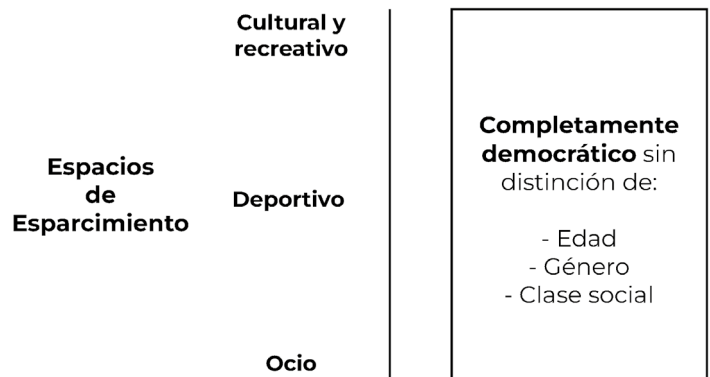 Espacios
de
Esparcimiento
Cultural y
recreativo
Deportivo
Ocio
Completamente
democrático sin
distinción de:
- Edad
- Género
- Clase social